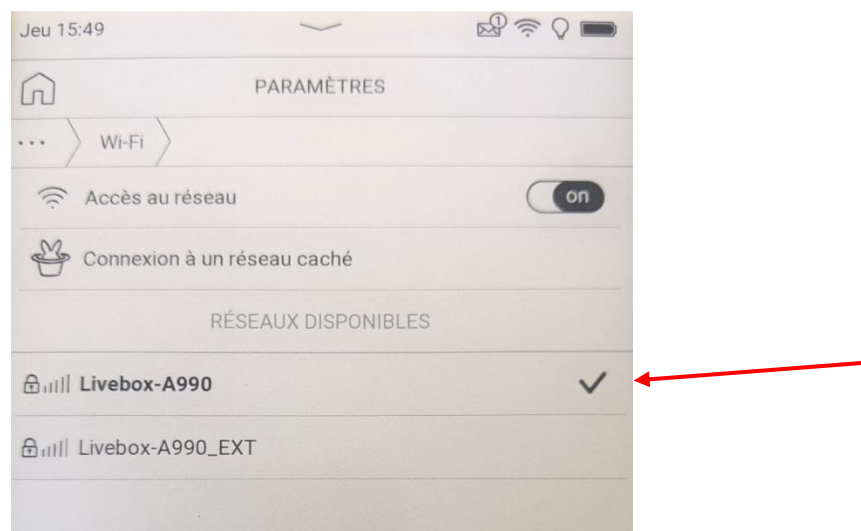 Jeu 15:49
1
PARAMÈTRES
... Wi-Fi
Accès au réseau on
Connexion à un réseau caché
RÉSEAUX DISPONIBLES
Livebox-A990
Livebox-A990_EXT